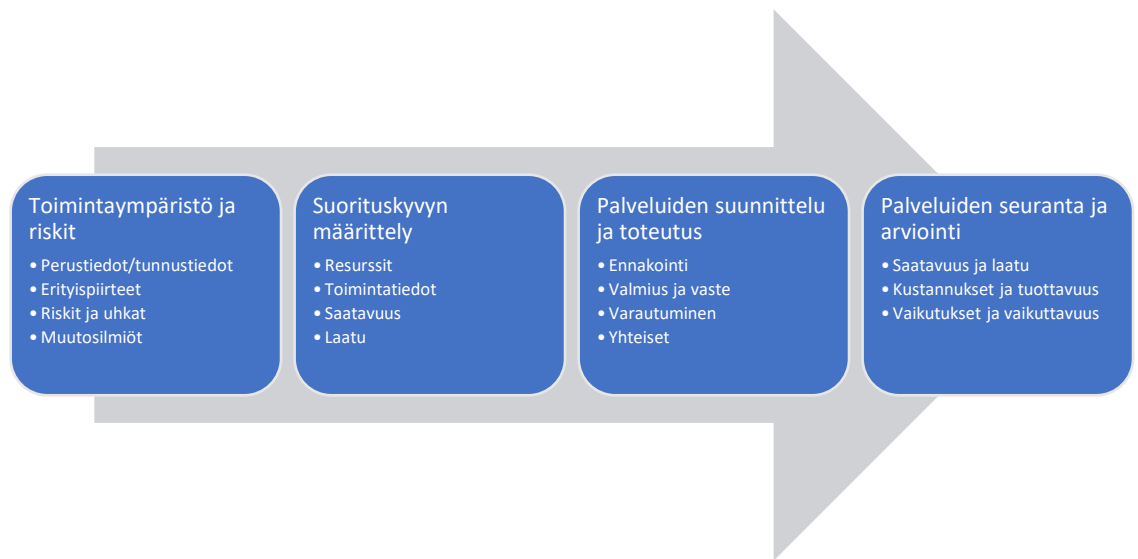 Toimintaympäristö ja
riskit
• Perustiedot/tunnustiedot
• Erityispiirteet
• Riskit ja uhkat
• Muutosilmiöt
Suorituskyvyn
määrittely
• Resurssit
• Toimintatiedot
• Saatavuus
• Laatu
Palveluiden suunnittelu
ja toteutus
• Ennakointi
• Valmius ja vaste
• Varautuminen
• Yhteiset
Palveluiden seuranta ja
arviointi
• Saatavuus ja laatu
• Kustannukset ja tuottavuus
• Vaikutukset ja vaikuttavuus